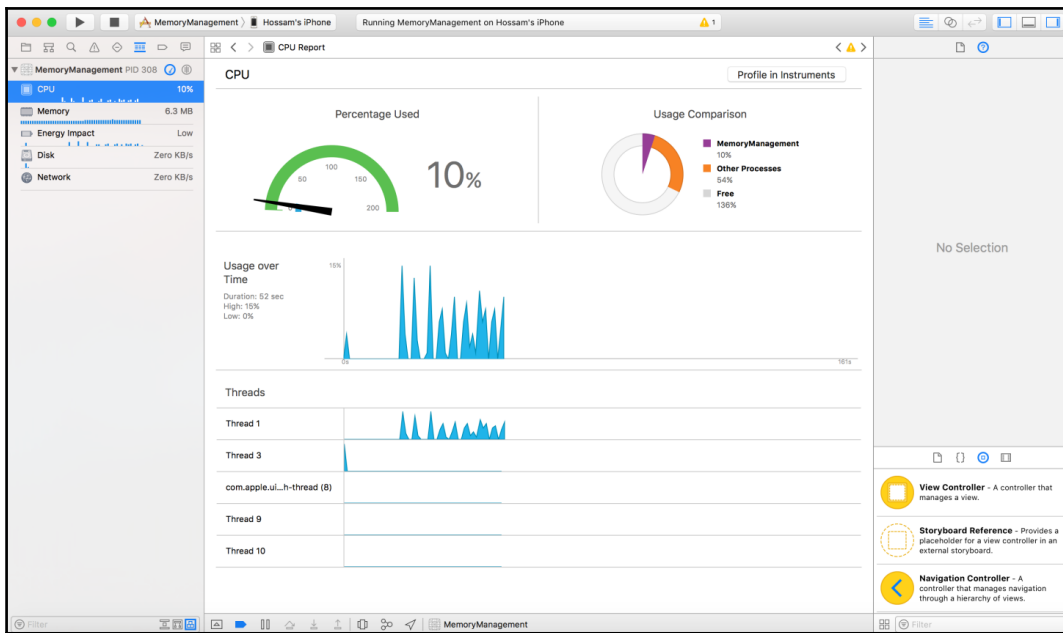 MemoryManagement
Hossam's iPhone
Running MemoryManagement on Hossam's iPhone
1
CPU Report
MemoryManagement PID 308
CPU
10%
Memory
6.3 MB
Energy Impact
Low
Disk
Zero KB/s
Network
Zero KB/s
CPU
Profile in Instruments
Percentage Used
0
50
100
150
200
10%
Usage Comparison
MemoryManagement
10%
Other Processes
54%
Free
136%
Usage over
Time
Duration: 52 sec
High: 15%
Low: 0%
15%
0s
161s
Threads
Thread 1
Thread 3
com.apple.ui...h-thread (8)
Thread 9
Thread 10
No Selection
View Controller - A controller that
manages a view.
Storyboard Reference - Provides a
placeholder for a view controller in an
external storyboard.
Navigation Controller - A
controller that manages navigation
through a hierarchy of views.
Filter
MemoryManagement
Filter